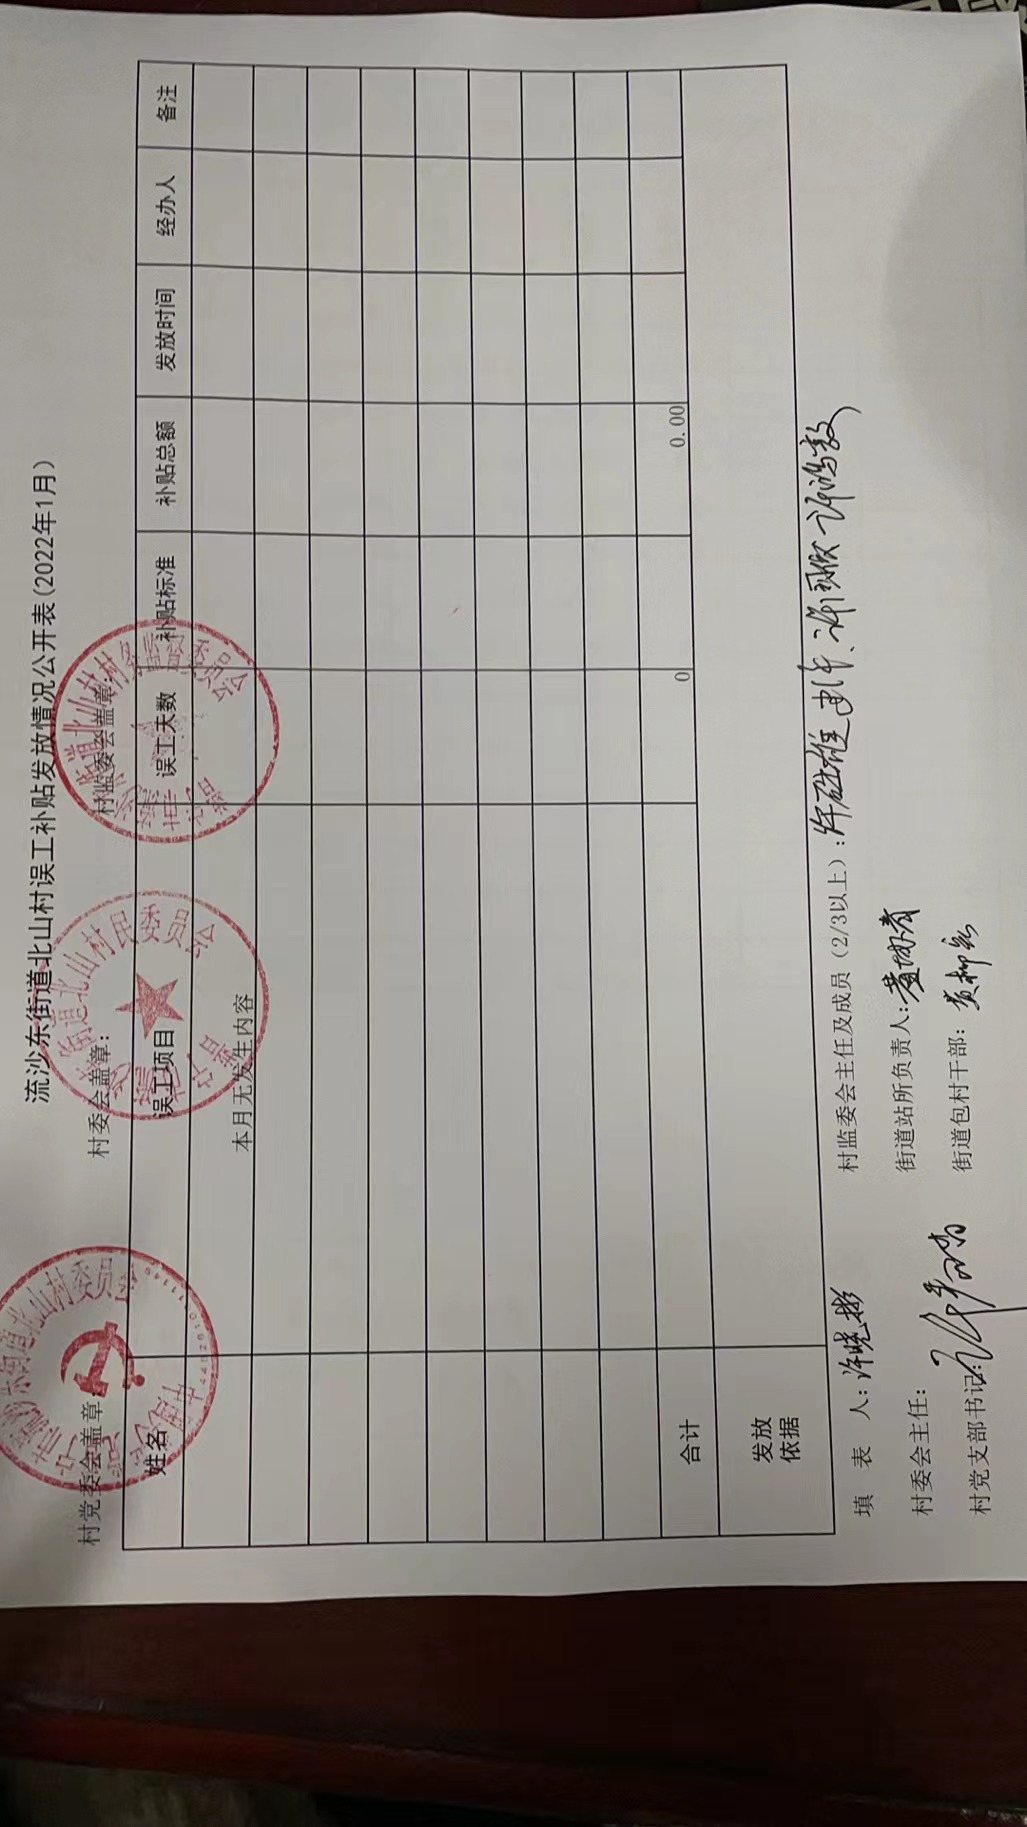 流沙东街道北山村误工补贴发放情况公开表(2022年1月)
村党委会盖章: 村委会盖章: 村监委会盖章:
姓名 误工项目 误工天数 补贴标准 补贴总额 发放时间 经办人 备注
本月无发生内容
合计 0 0.00
发放
依据
填 表 人: 许晓彬 村监委会主任及成员(2/3以上):
村委会主任: 街道站所负责人:
村党支部书记: 街道包村干部: